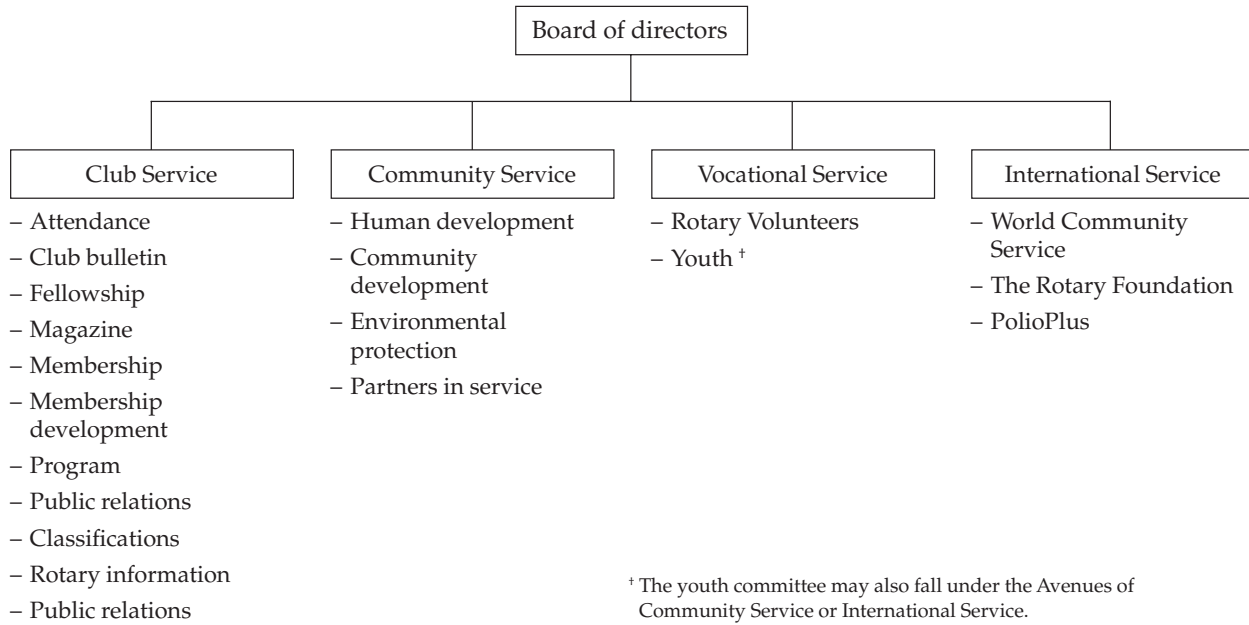 Board of directors
Club Service
– Attendance
– Club bulletin
– Fellowship
– Magazine
– Membership
– Membership
development
– Program
– Public relations
– Classifications
– Rotary information
– Public relations
Community Service
– Human development
– Community
development
– Environmental
protection
– Partners in service
Vocational Service
– Rotary Volunteers
– Youth †
International Service
– World Community
Service
– The Rotary Foundation
– PolioPlus
† The youth committee may also fall under the Avenues of
Community Service or International Service.